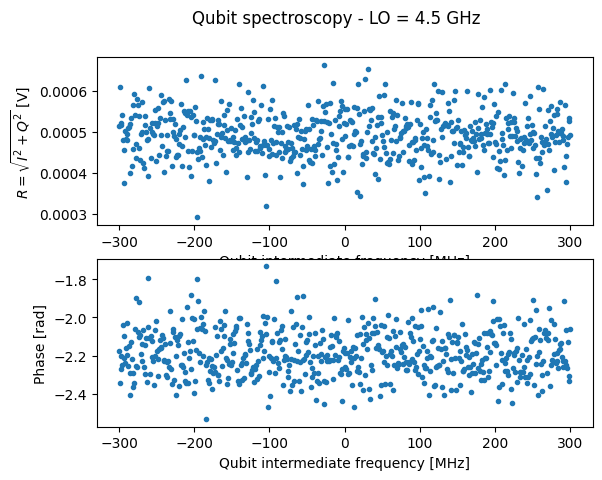 Qubit spectroscopy - LO = 4.5 GHz
R = √I² + Q² [V]
0.0006
0.0005
0.0004
0.0003
−300 −200 −100 0 100 200 300
Qubit intermediate frequency [MHz]
Phase [rad]
−1.8
−2.0
−2.2
−2.4
−300 −200 −100 0 100 200 300
Qubit intermediate frequency [MHz]